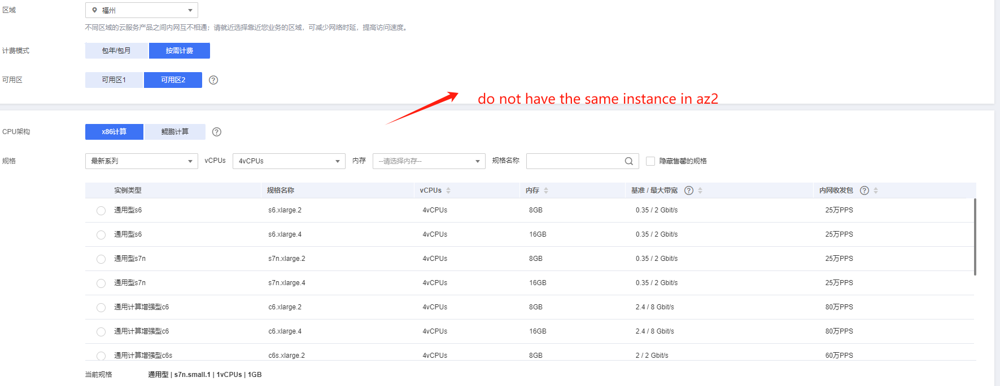 区域
福州
不同区域的云服务产品之间内网互不相通；请就近选择靠近您业务的区域，可减少网络时延，提高访问速度。
计费模式
包年/包月
按需计费
可用区
可用区1
可用区2
do not have the same instance in az2
CPU架构
x86计算
鲲鹏计算
规格
最新系列
vCPUs
4vCPUs
内存
--请选择内存--
规格名称
隐藏售罄的规格
实例类型 规格名称 vCPUs 内存 基准 / 最大带宽 内网收发包
通用型s6 s6.xlarge.2 4vCPUs 8GB 0.35 / 2 Gbit/s 25万PPS
通用型s6 s6.xlarge.4 4vCPUs 16GB 0.35 / 2 Gbit/s 25万PPS
通用型s7n s7n.xlarge.2 4vCPUs 8GB 0.35 / 2 Gbit/s 25万PPS
通用型s7n s7n.xlarge.4 4vCPUs 16GB 0.35 / 2 Gbit/s 25万PPS
通用计算增强型c6 c6.xlarge.2 4vCPUs 8GB 2.4 / 8 Gbit/s 80万PPS
通用计算增强型c6 c6.xlarge.4 4vCPUs 16GB 2.4 / 8 Gbit/s 80万PPS
通用计算增强型c6s c6s.xlarge.2 4vCPUs 8GB 2 / 2 Gbit/s 60万PPS
当前规格 通用型 | s7n.small.1 | 1vCPUs | 1GB